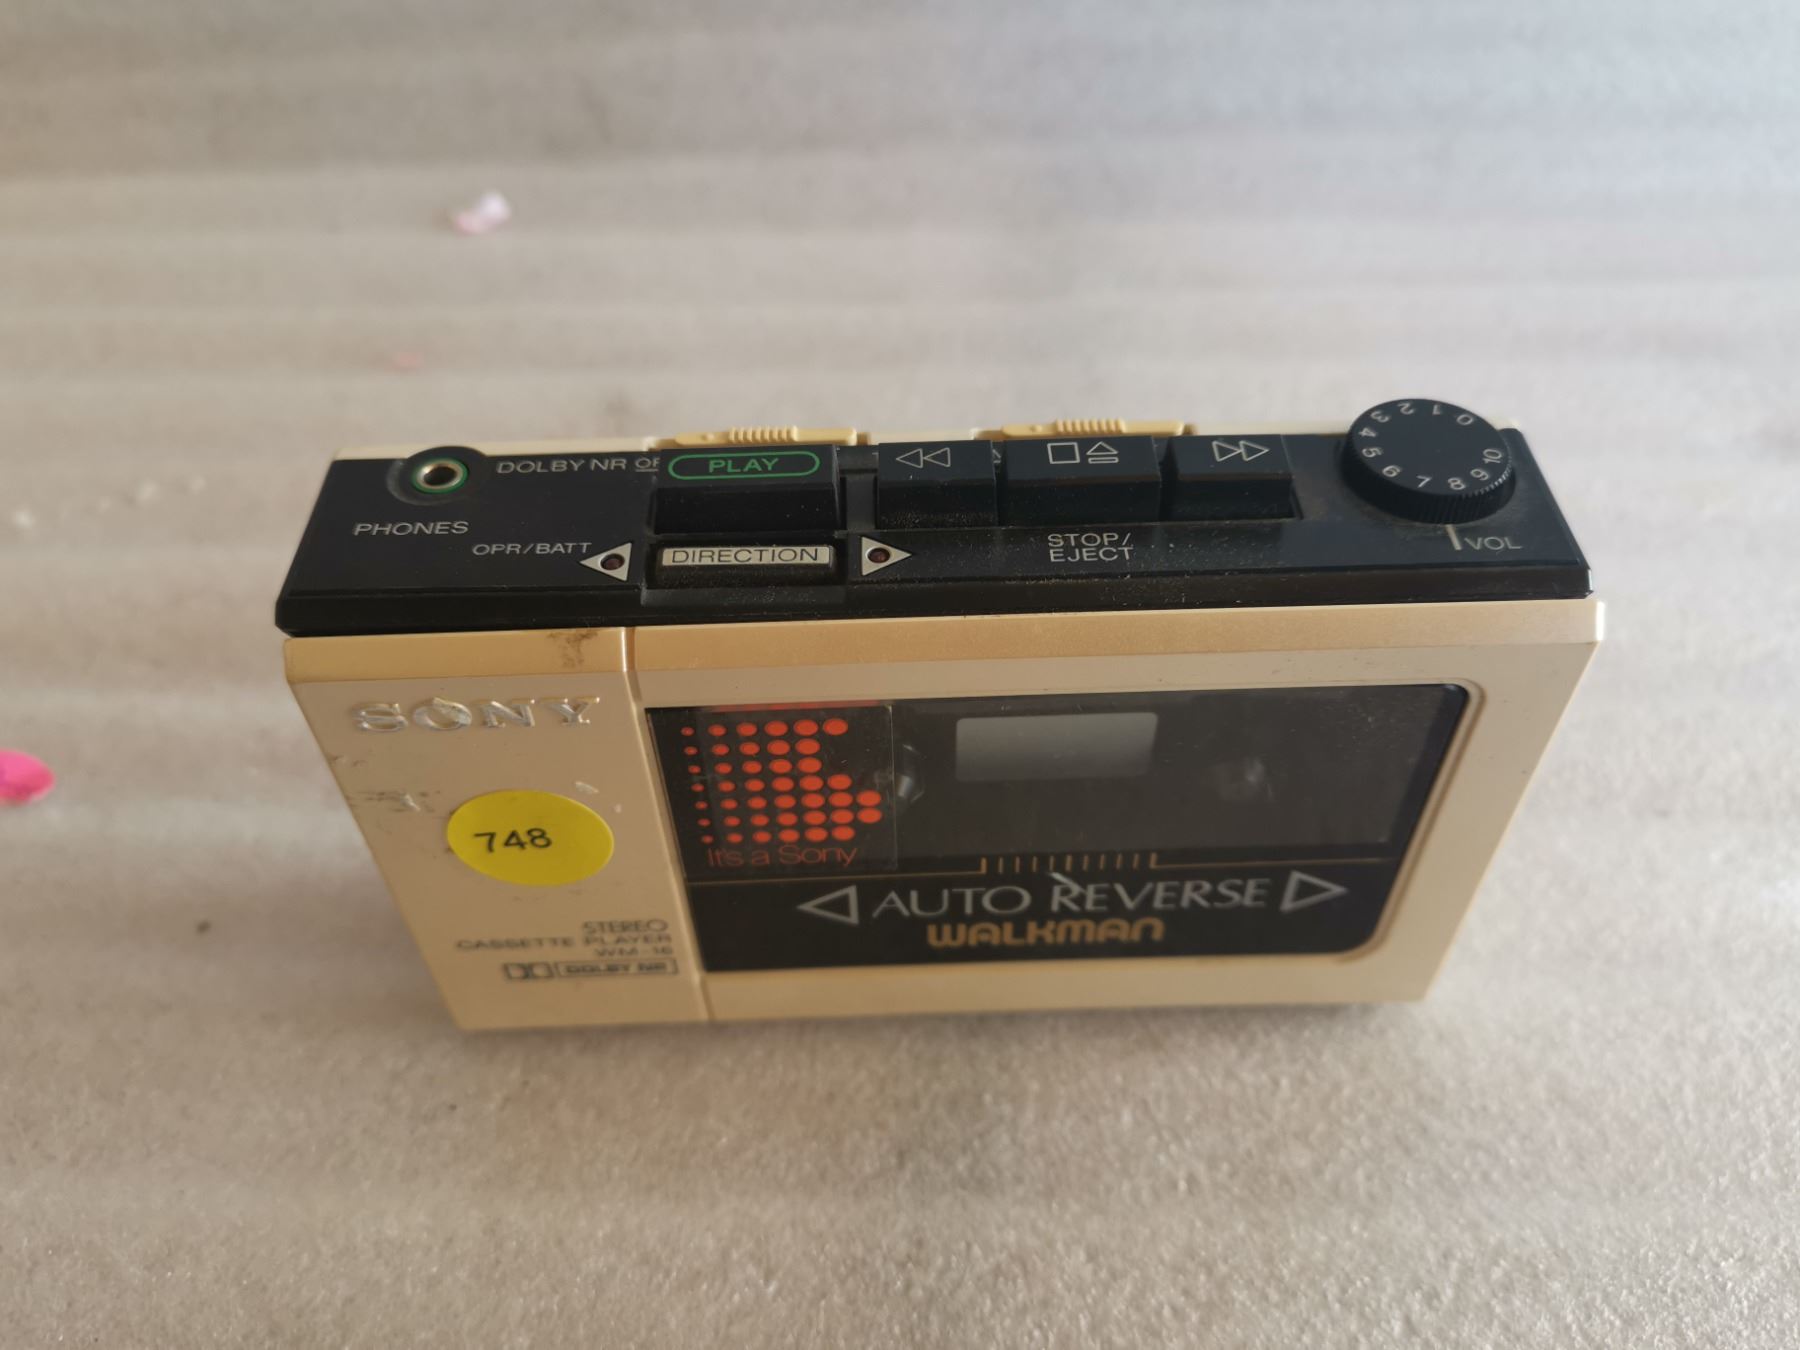 DOLBY NR OF
PLAY
PHONES
OPR/BATT
DIRECTION
STOP/
EJECT
0 1 2 3 4 5 6 7 8 9 10
VOL
SONY
748
It's a Sony
AUTO REVERSE
WALKMAN
STEREO
CASSETTE PLAYER
WM-16
DOLBY NR